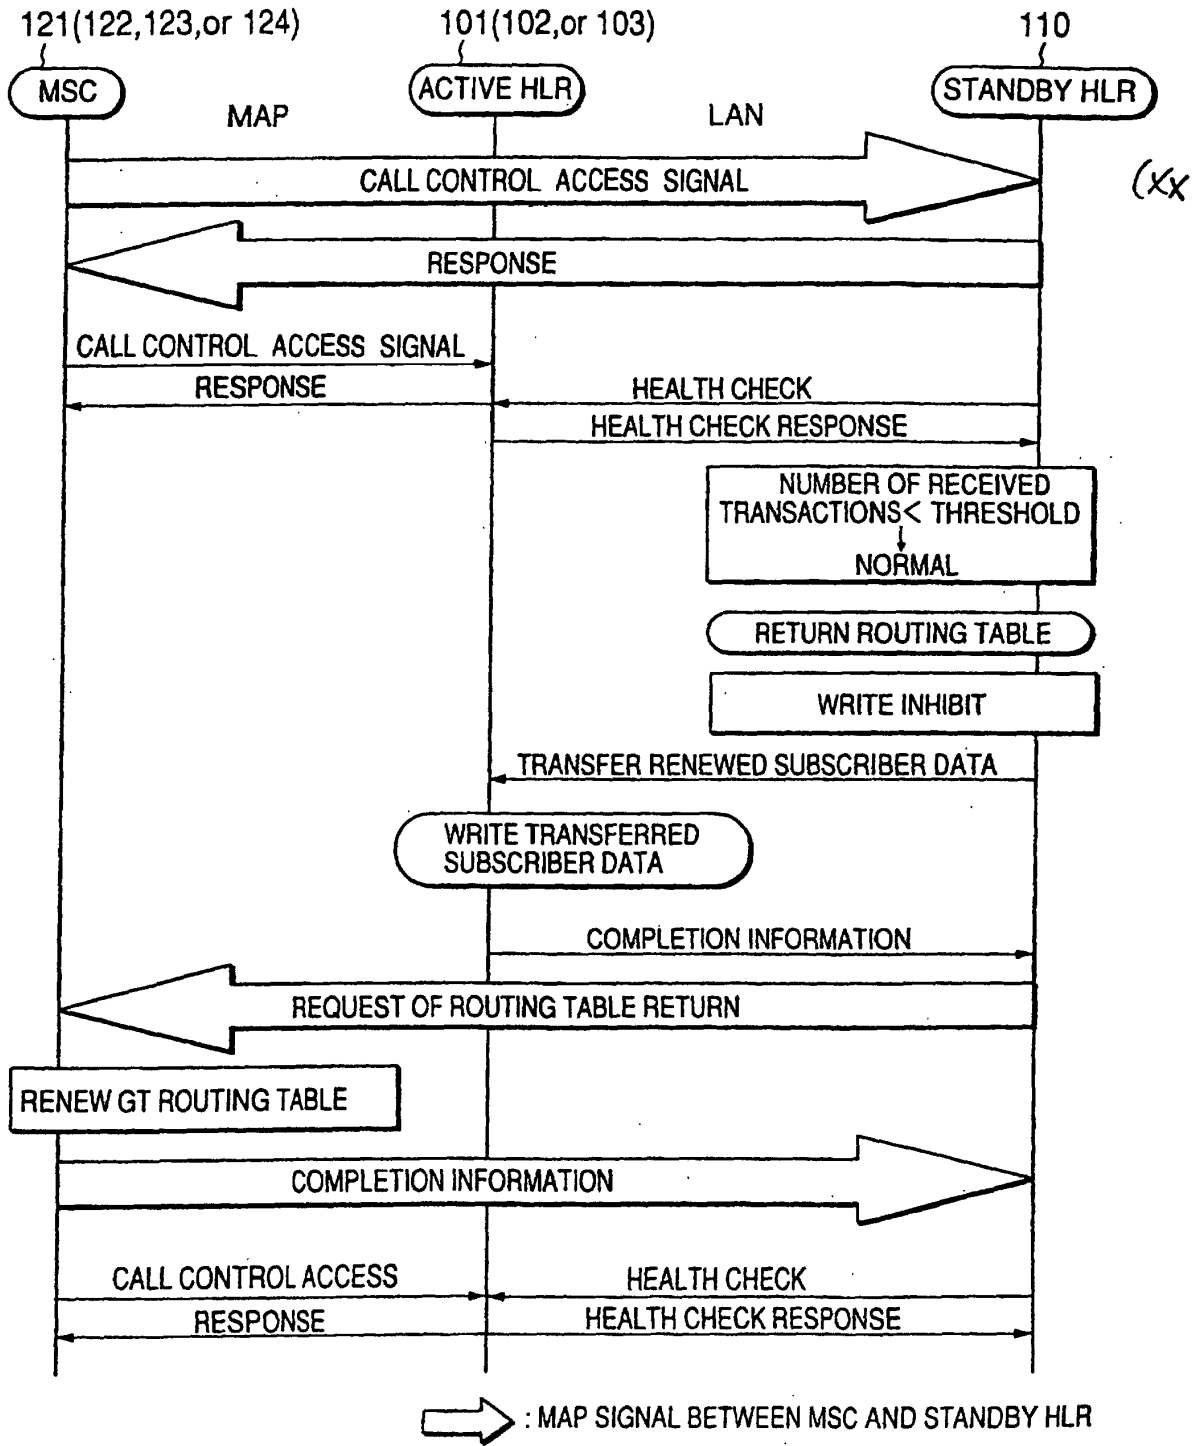 121(122,123,or 124)
101(102,or 103)
110
MSC
ACTIVE HLR
STANDBY HLR
MAP
LAN
CALL CONTROL ACCESS SIGNAL
(xx
RESPONSE
CALL CONTROL ACCESS SIGNAL
RESPONSE
HEALTH CHECK
HEALTH CHECK RESPONSE
NUMBER OF RECEIVED
TRANSACTIONS< THRESHOLD
NORMAL
RETURN ROUTING TABLE
WRITE INHIBIT
TRANSFER RENEWED SUBSCRIBER DATA
WRITE TRANSFERRED
SUBSCRIBER DATA
COMPLETION INFORMATION
REQUEST OF ROUTING TABLE RETURN
RENEW GT ROUTING TABLE
COMPLETION INFORMATION
CALL CONTROL ACCESS
HEALTH CHECK
RESPONSE
HEALTH CHECK RESPONSE
: MAP SIGNAL BETWEEN MSC AND STANDBY HLR